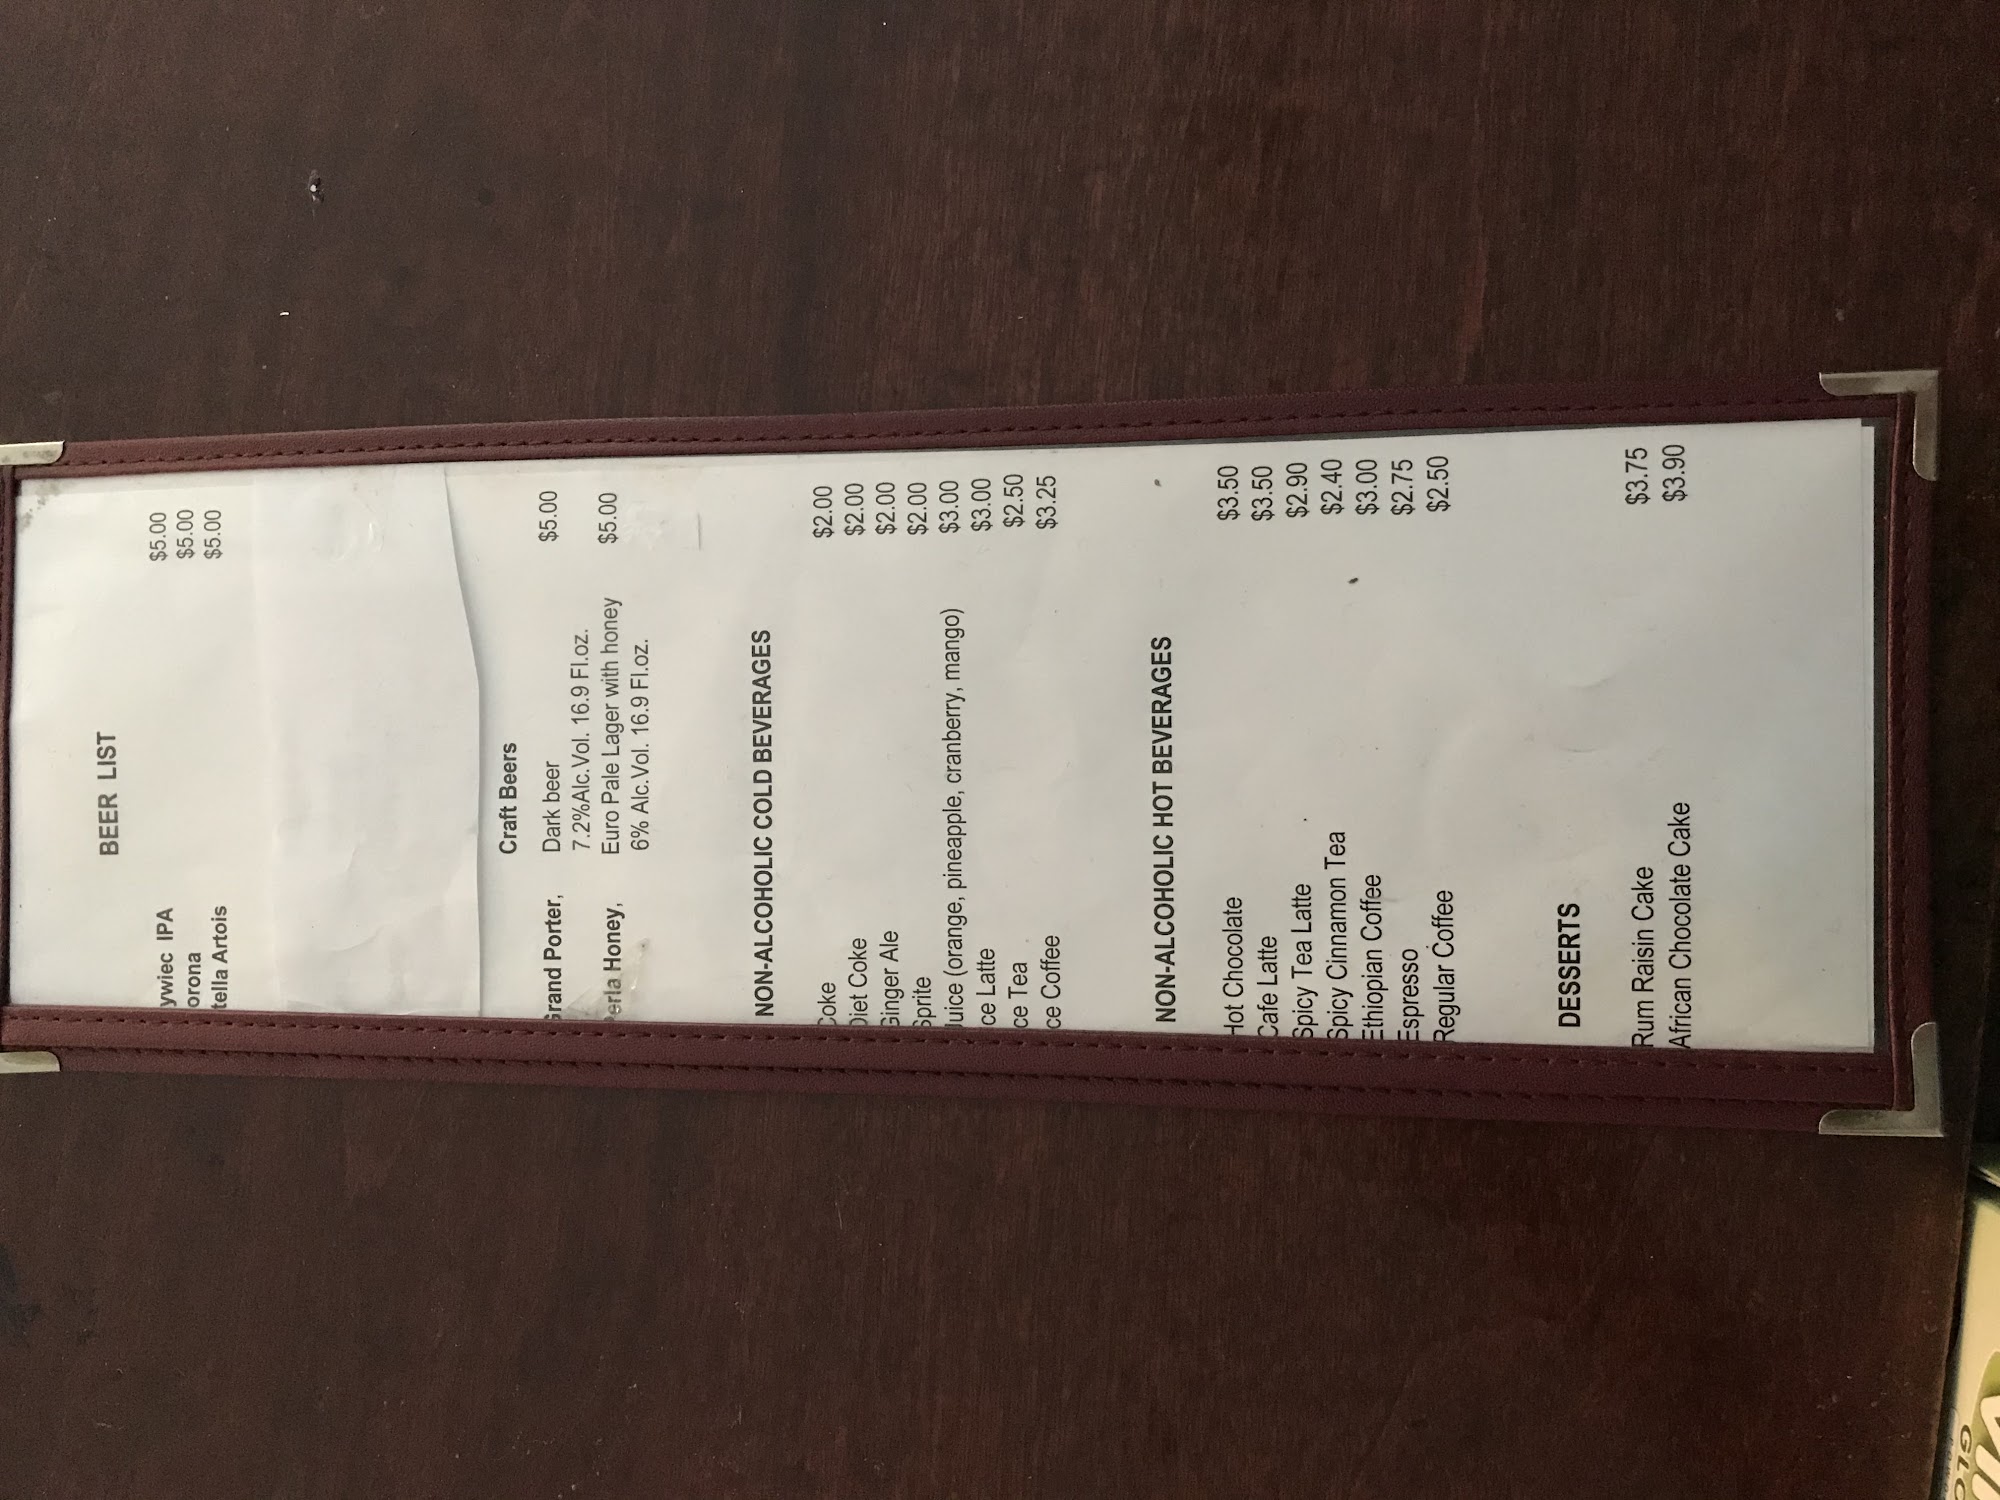 BEER LIST
ywiec IPA $5.00
orona $5.00
tella Artois $5.00
Craft Beers
Grand Porter, Dark beer $5.00
7.2%Alc.Vol. 16.9 Fl.oz.
Perla Honey, Euro Pale Lager with honey $5.00
6% Alc.Vol. 16.9 Fl.oz.
NON-ALCOHOLIC COLD BEVERAGES
Coke $2.00
Diet Coke $2.00
Ginger Ale $2.00
Sprite $2.00
Juice (orange, pineapple, cranberry, mango) $3.00
ce Latte $3.00
ce Tea $2.50
ce Coffee $3.25
NON-ALCOHOLIC HOT BEVERAGES
Hot Chocolate $3.50
Cafe Latte $3.50
Spicy Tea Latte $2.90
Spicy Cinnamon Tea $2.40
Ethiopian Coffee $3.00
Espresso $2.75
Regular Coffee $2.50
DESSERTS
Rum Raisin Cake $3.75
African Chocolate Cake $3.90